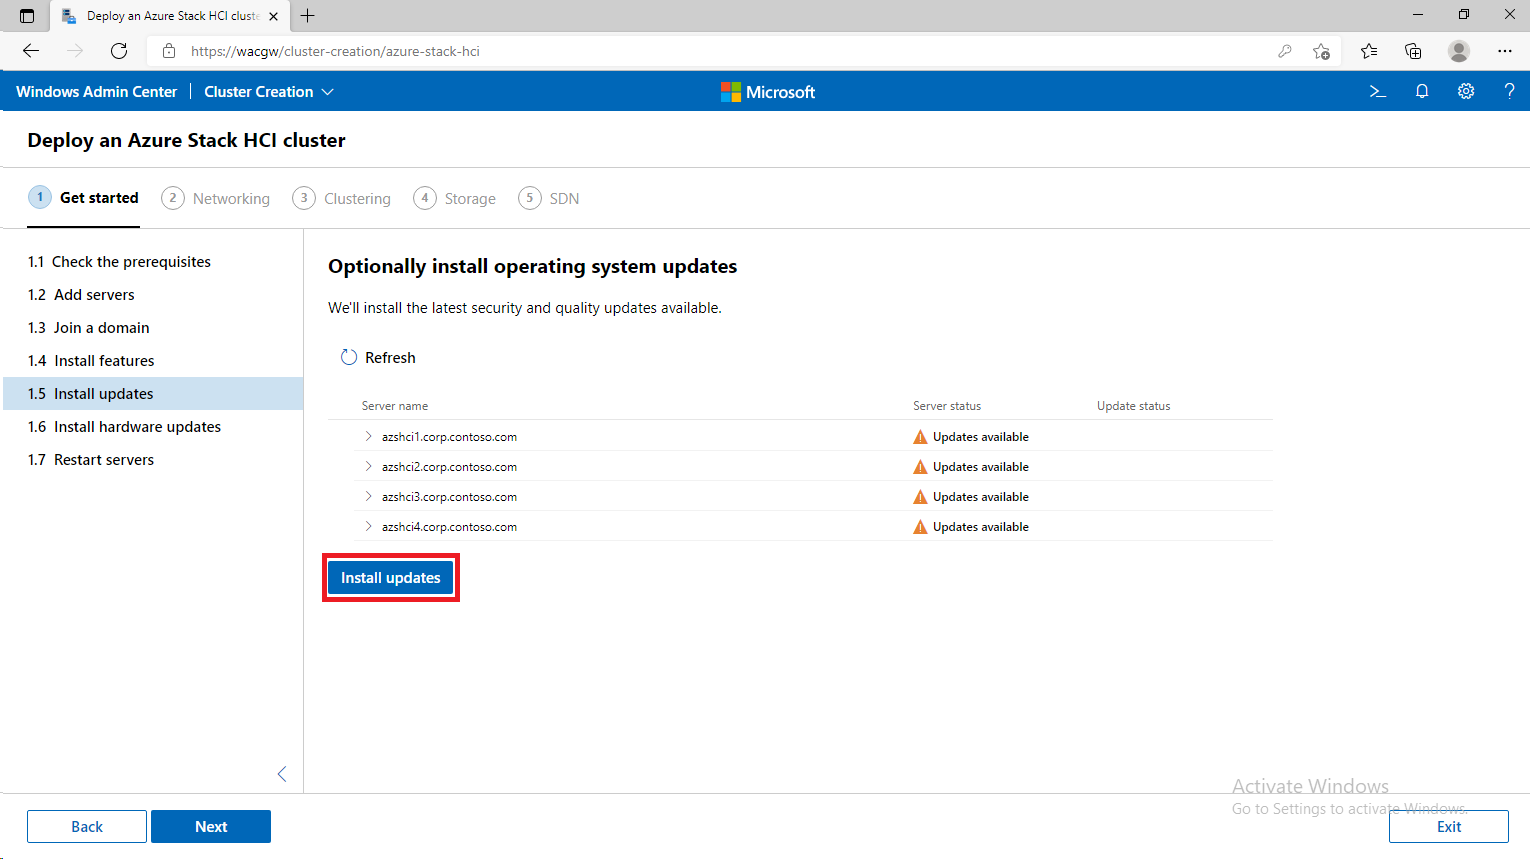 Deploy an Azure Stack HCI cluste
https://wacgw/cluster-creation/azure-stack-hci
Windows Admin Center Cluster Creation Microsoft >_ ?
Deploy an Azure Stack HCI cluster
1 Get started 2 Networking 3 Clustering 4 Storage 5 SDN
1.1 Check the prerequisites
1.2 Add servers
1.3 Join a domain
1.4 Install features
1.5 Install updates
1.6 Install hardware updates
1.7 Restart servers
Optionally install operating system updates
We'll install the latest security and quality updates available.
Refresh
Server name Server status Update status
azshci1.corp.contoso.com Updates available
azshci2.corp.contoso.com Updates available
azshci3.corp.contoso.com Updates available
azshci4.corp.contoso.com Updates available
Install updates
Activate Windows
Go to Settings to activate Windows.
Back Next Exit